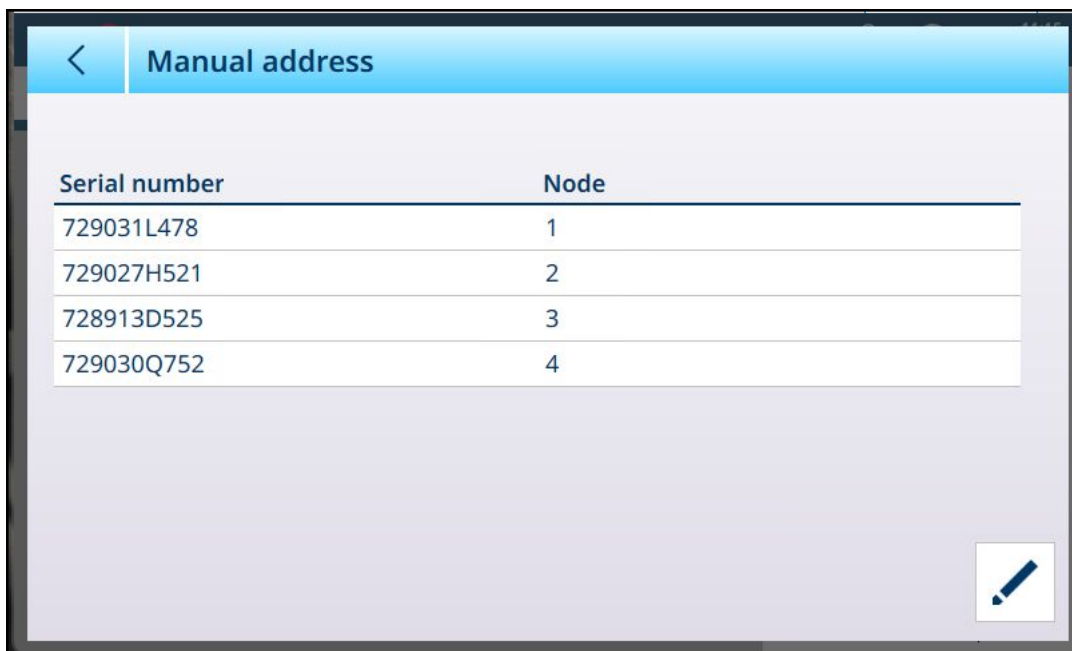 Manual address
Serial number Node
729031L478 1
729027H521 2
728913D525 3
729030Q752 4